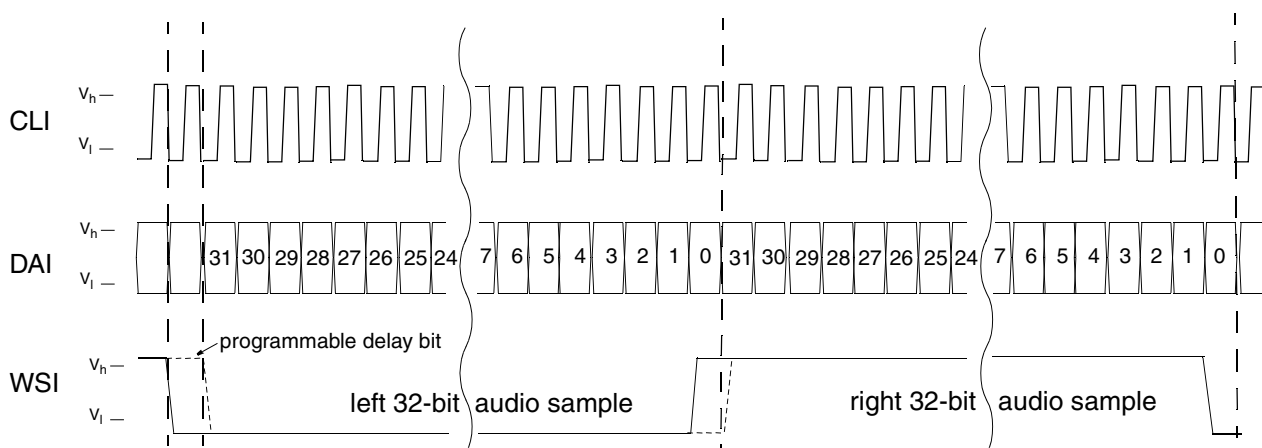 CLI
Vh
Vl
DAI
Vh
Vl
31 30 29 28 27 26 25 24 7 6 5 4 3 2 1 0 31 30 29 28 27 26 25 24 7 6 5 4 3 2 1 0
programmable delay bit
WSI
Vh
Vl
left 32-bit audio sample
right 32-bit audio sample